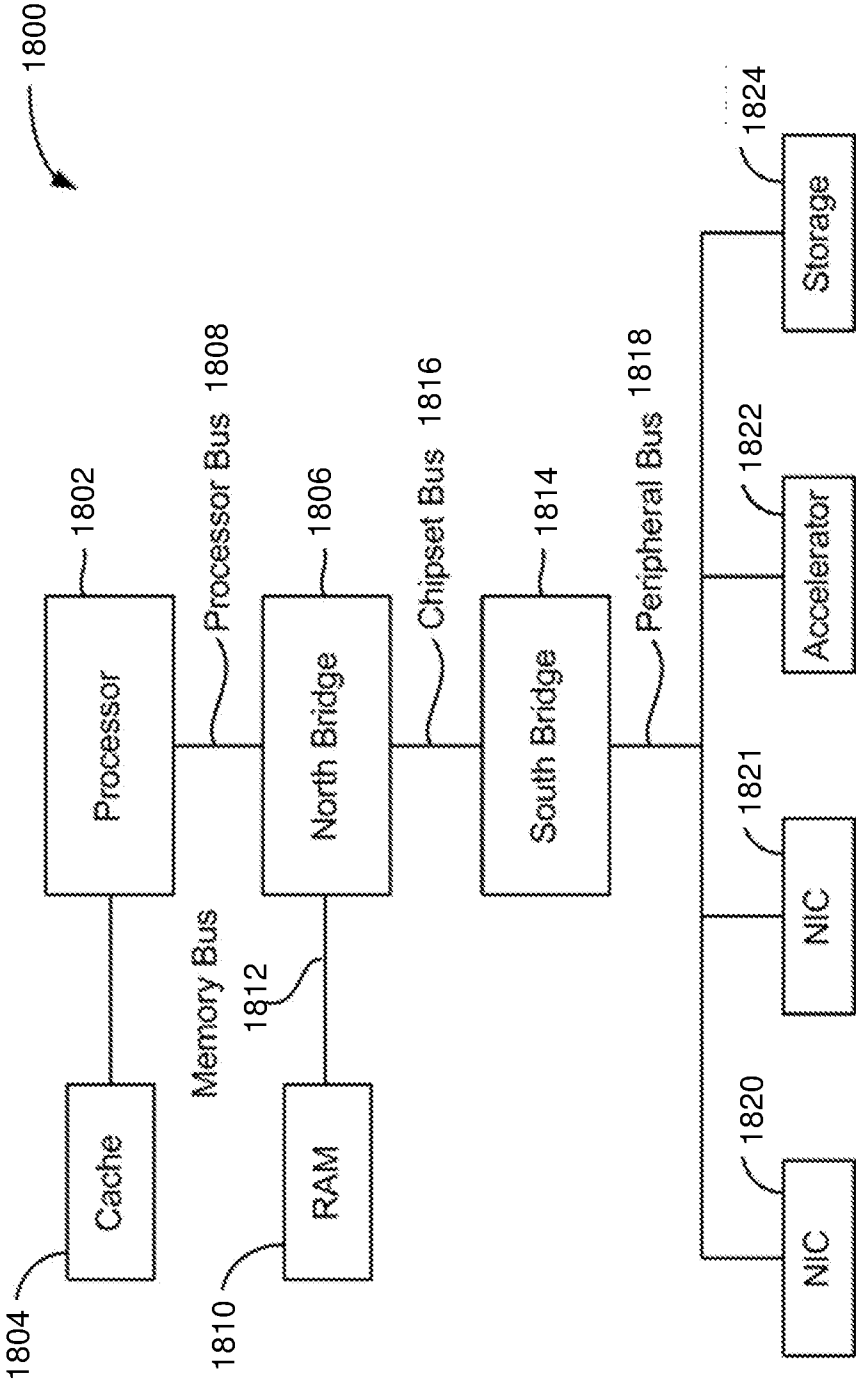 1804
1800
Cache
Processor
1802
Memory Bus
Processor Bus 1808
1810
1812
RAM
North Bridge
1806
Chipset Bus 1816
South Bridge
1814
Peripheral Bus 1818
1820
1821
1822
1824
NIC
NIC
Accelerator
Storage